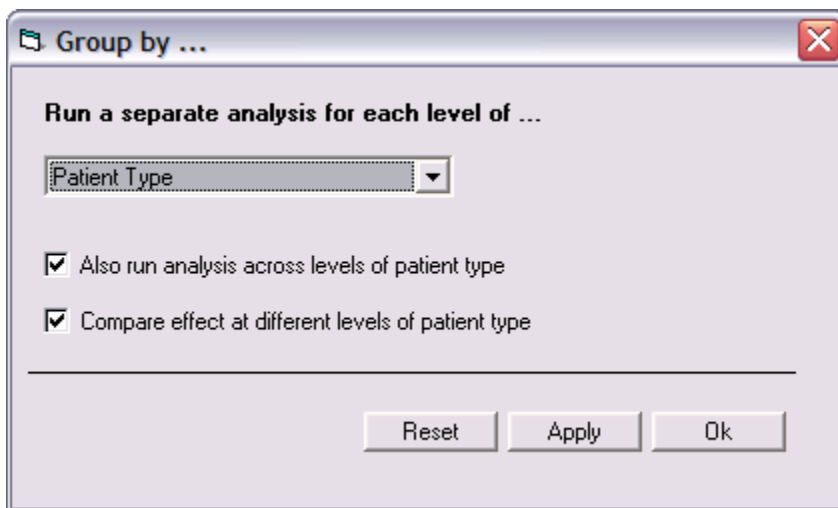 Group by ...
Run a separate analysis for each level of ...
Patient Type
Also run analysis across levels of patient type
Compare effect at different levels of patient type
Reset Apply Ok